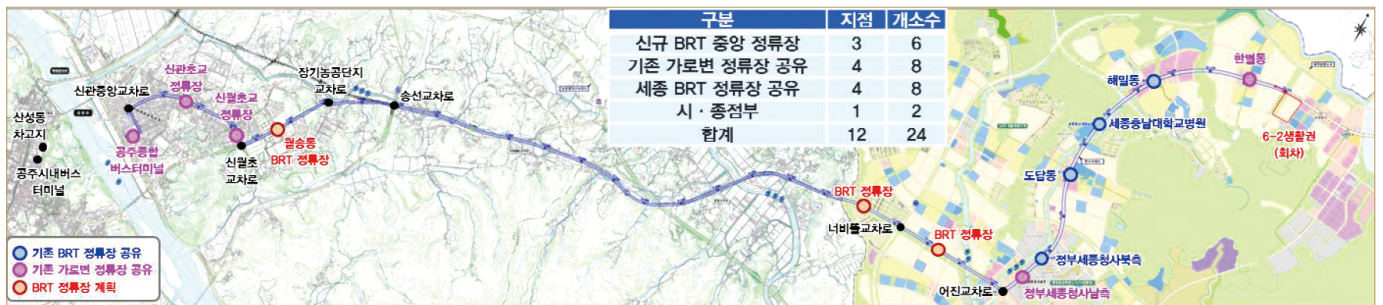 구분 지점 개소수
신규 BRT 중앙 정류장 3 6
기존 가로변 정류장 공유 4 8
세종 BRT 정류장 공유 4 8
시 · 종점부 1 2
합계 12 24
산성동
차고지
공주시내버스
터미널
신관중앙교차로
신관초교
정류장
공주종합
버스터미널
신월초교
정류장
신월초
교차로
월송동
BRT 정류장
장기농공단지
교차로
송선교차로
BRT 정류장
너비뜰교차로
BRT 정류장
어진교차로
정부세종청사남측
정부세종청사북측
도담동
세종충남대학교병원
해밀동
한별동
6-2생활권
(회차)
기존 BRT 정류장 공유
기존 가로변 정류장 공유
BRT 정류장 계획